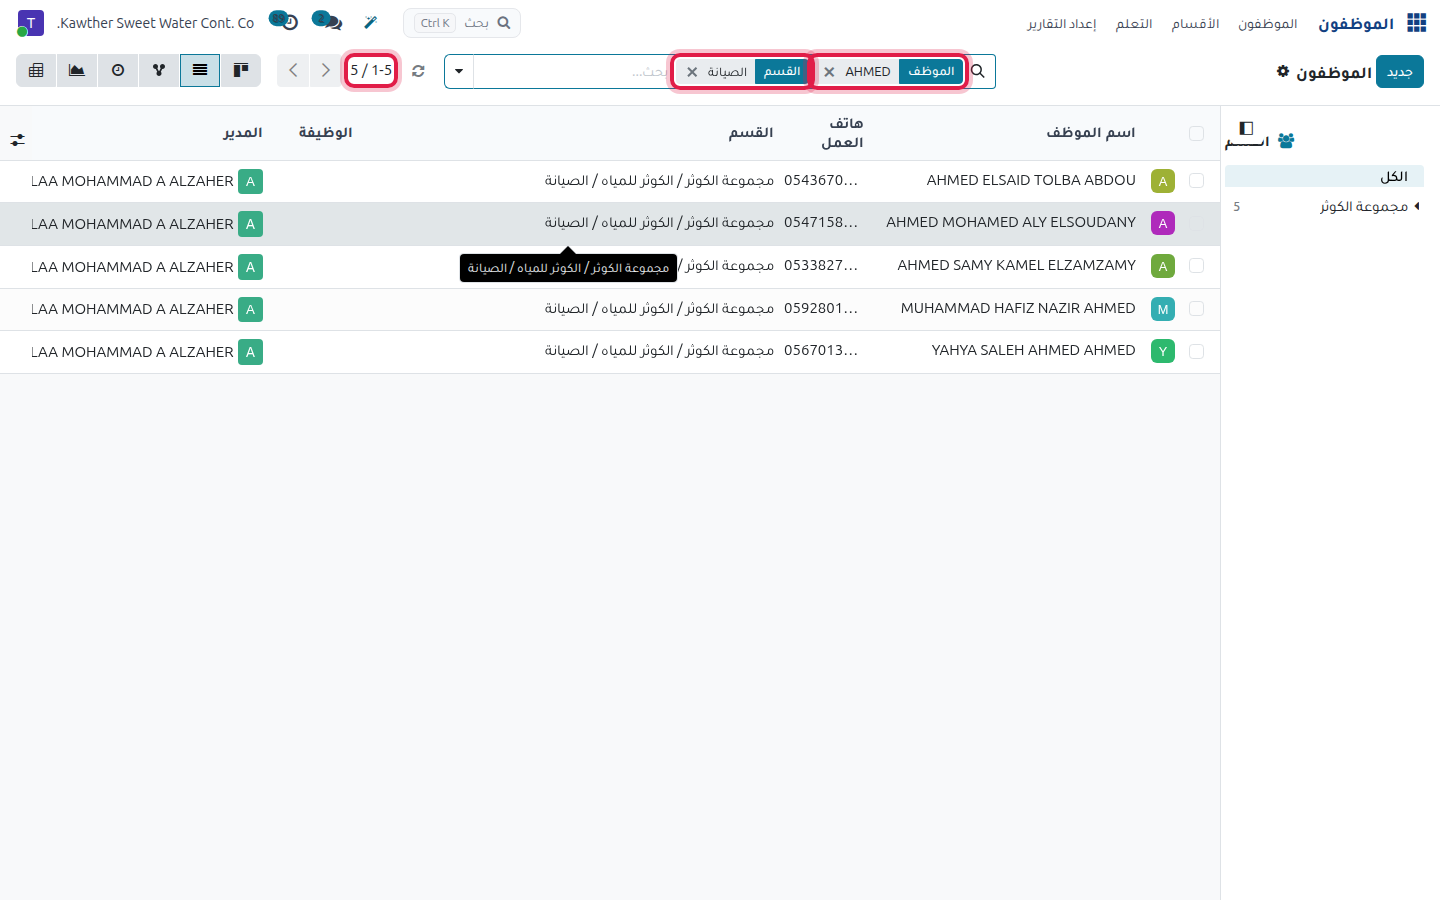 الموظفون الموظفون الأقسام التعلم إعداد التقارير
بحث Ctrl K
2
Kawther Sweet Water Cont. Co.
T
جديد الموظفون
الموظف AHMED
القسم الصيانة
بحث...
1-5 / 5
الكل
مجموعة الكوثر 5
اسم الموظف هاتف العمل القسم الوظيفة المدير
A AHMED ELSAID TOLBA ABDOU 0543670... مجموعة الكوثر / الكوثر للمياه / الصيانة A LAA MOHAMMAD A ALZAHER
A AHMED MOHAMED ALY ELSOUDANY 0547158... مجموعة الكوثر / الكوثر للمياه / الصيانة A LAA MOHAMMAD A ALZAHER
A AHMED SAMY KAMEL ELZAMZAMY 0533827... مجموعة الكوثر / A LAA MOHAMMAD A ALZAHER
مجموعة الكوثر / الكوثر للمياه / الصيانة
M MUHAMMAD HAFIZ NAZIR AHMED 0592801... مجموعة الكوثر / الكوثر للمياه / الصيانة A LAA MOHAMMAD A ALZAHER
Y YAHYA SALEH AHMED AHMED 0567013... مجموعة الكوثر / الكوثر للمياه / الصيانة A LAA MOHAMMAD A ALZAHER